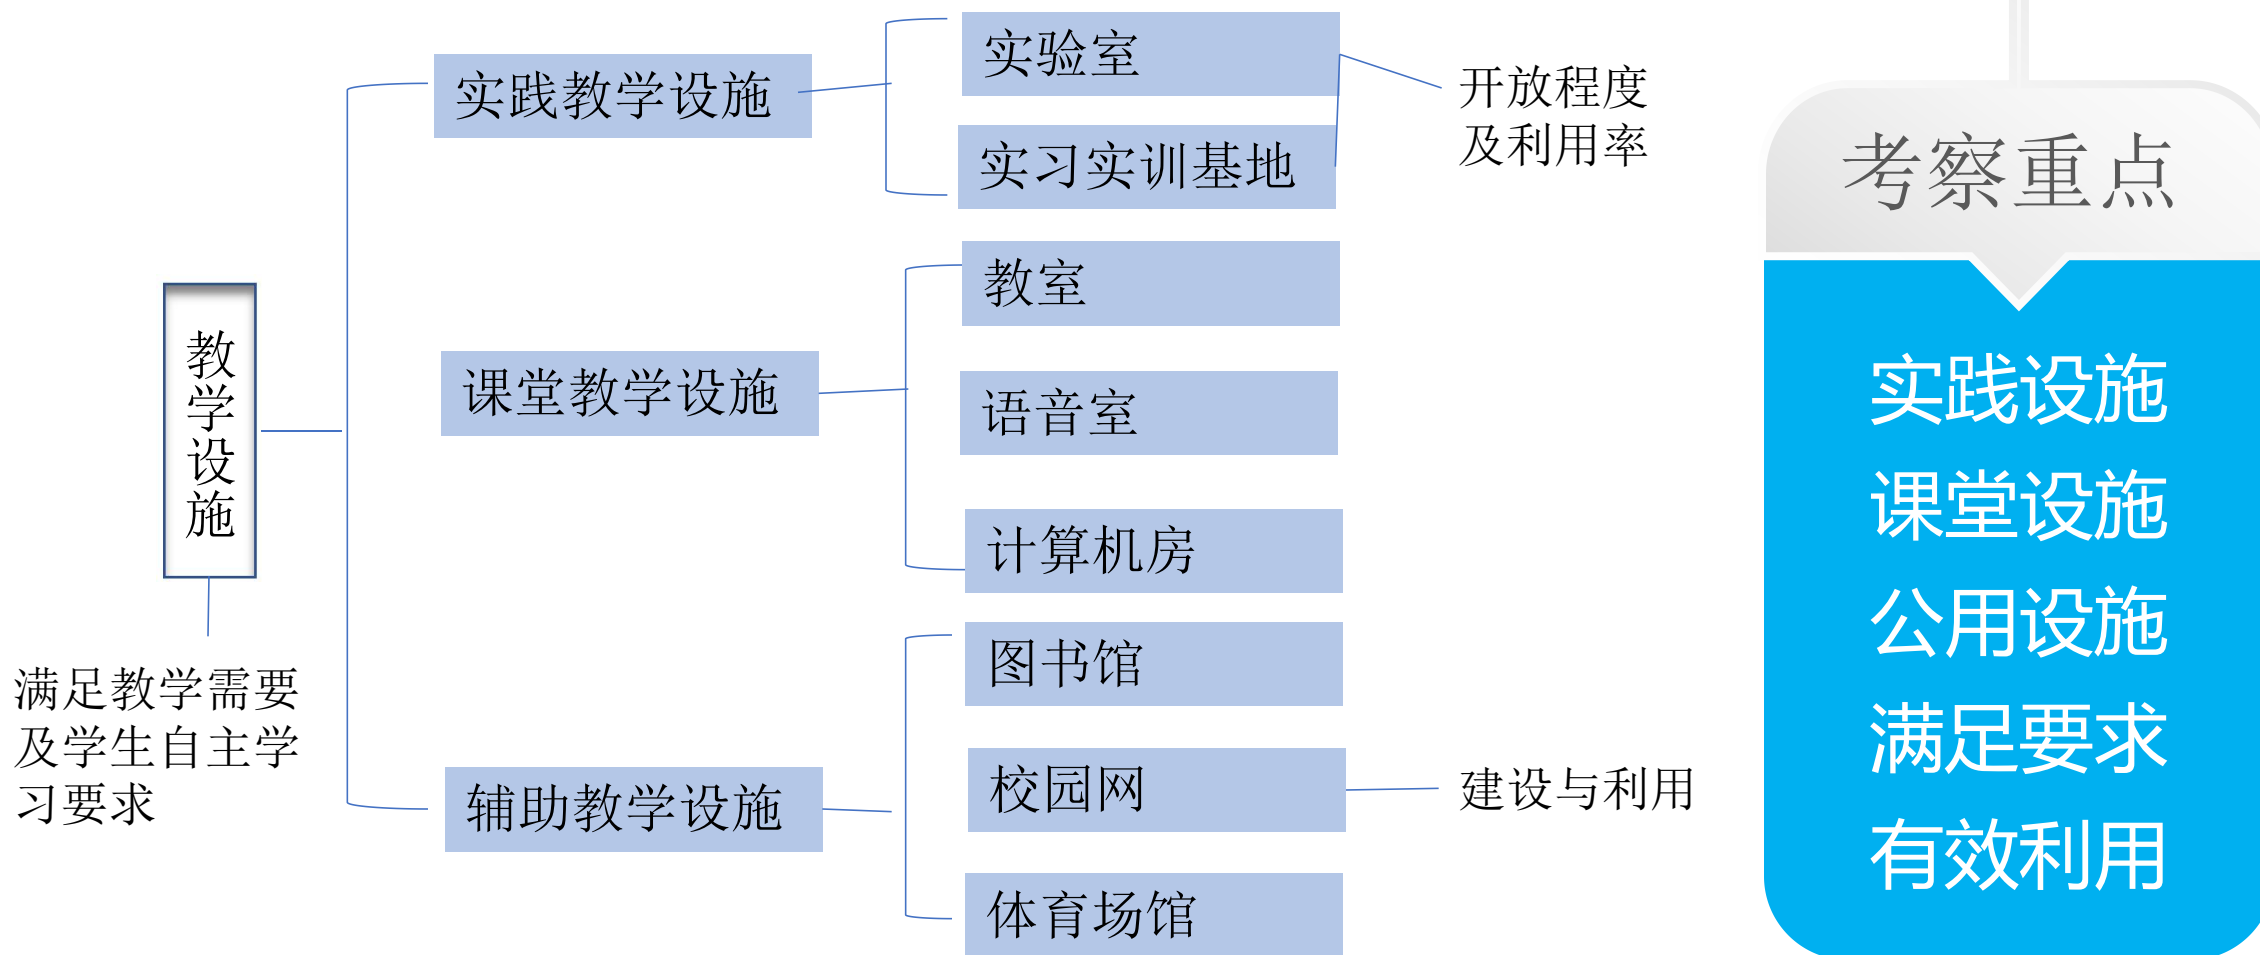 教学设施
满足教学需要
及学生自主学
习要求
实践教学设施
实验室
实习实训基地
开放程度
及利用率
课堂教学设施
教室
语音室
计算机房
辅助教学设施
图书馆
校园网
体育场馆
建设与利用
考察重点
实践设施
课堂设施
公用设施
满足要求
有效利用